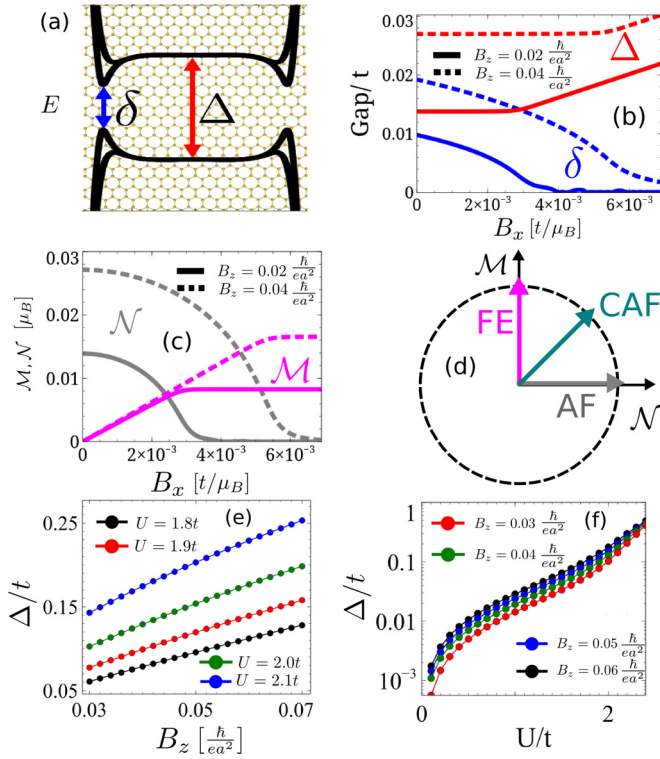 (a)
E
δ
Δ
Gap/ t
0.03
0.02
0.01
0
B_z = 0.02 ħ/ea²
B_z = 0.04 ħ/ea²
Δ
(b)
δ
0 2×10⁻³ 4×10⁻³ 6×10⁻³
B_x [t/μ_B]
ℳ, 𝒩 [μ_B]
0.03
0.02
0.01
0
B_z = 0.02 ħ/ea²
B_z = 0.04 ħ/ea²
𝒩
(c)
ℳ
0 2×10⁻³ 4×10⁻³ 6×10⁻³
B_x [t/μ_B]
ℳ
FE
CAF
(d)
AF
𝒩
Δ/t
0.25
0.15
0.05
U = 1.8t
U = 1.9t
(e)
U = 2.0t
U = 2.1t
0.03 0.05 0.07
B_z [ħ/ea²]
Δ/t
1
0.1
0.01
10⁻³
B_z = 0.03 ħ/ea²
B_z = 0.04 ħ/ea²
(f)
B_z = 0.05 ħ/ea²
B_z = 0.06 ħ/ea²
0 1 2
U/t